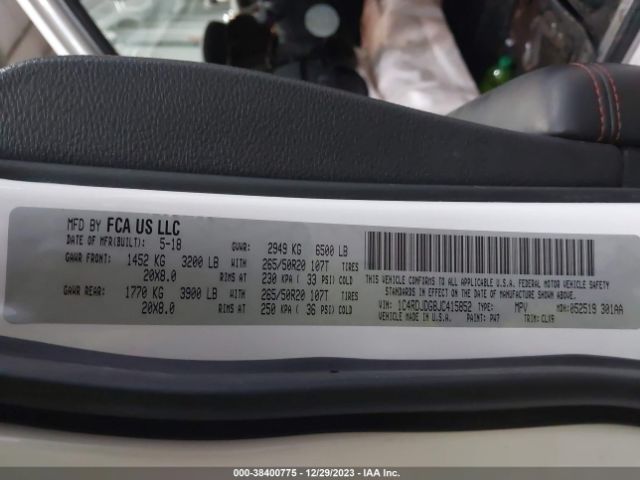 MFD BY FCA US LLC
DATE OF MFR(BUILT): 5-18 GVWR: 2949 KG 6500 LB
GAWR FRONT: 1452 KG 3200 LB WITH 265/50R20 107T TIRES
20X8.0 RIMS AT 230 KPA ( 33 PSI) COLD
GAWR REAR: 1770 KG 3900 LB WITH 265/50R20 107T TIRES
20X8.0 RIMS AT 250 KPA ( 36 PSI) COLD
THIS VEHICLE CONFORMS TO ALL APPLICABLE U.S.A. FEDERAL MOTOR VEHICLE SAFETY
STANDARDS IN EFFECT ON THE DATE OF MANUFACTURE SHOWN ABOVE.
VIN: 1C4RDJDG8JC415852 TYPE: MPV MDH: 052519 301AA
VEHICLE MADE IN U.S.A. PAINT: PW7 TRIM: CLX9
000-38400775 - 12/29/2023 - IAA Inc.